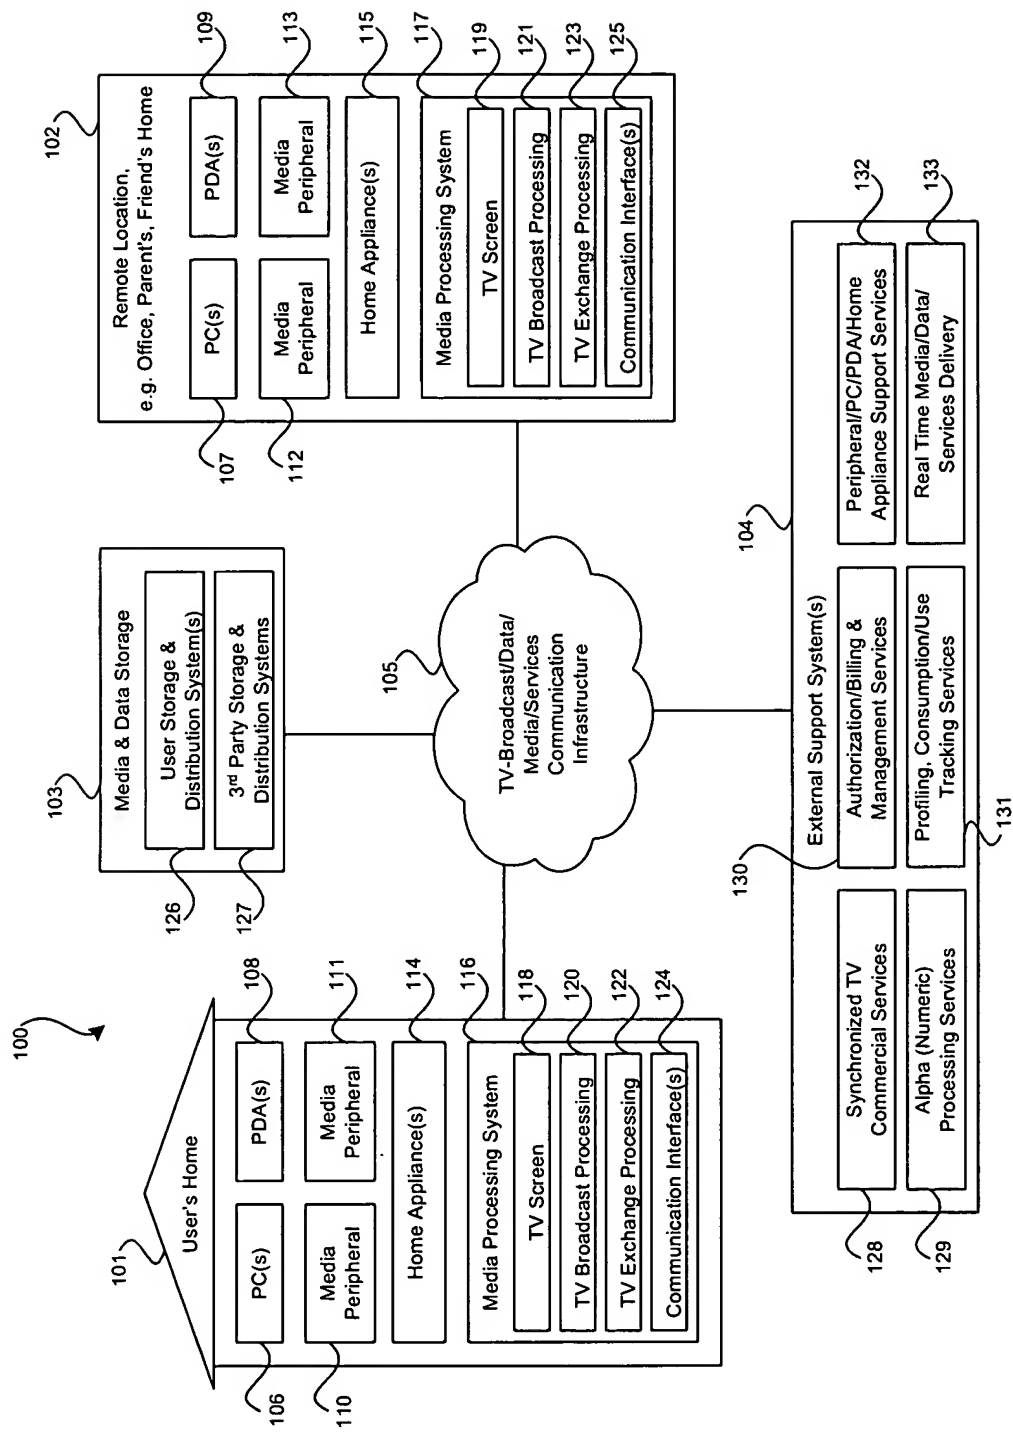 100
101
User's Home
PC(s)
PDA(s)
106
108
Media
Peripheral
Media
Peripheral
110
111
Home Appliance(s)
114
Media Processing System
116
TV Screen
118
TV Broadcast Processing
120
TV Exchange Processing
122
Communication Interface(s)
124
103
Media & Data Storage
User Storage &
Distribution System(s)
126
3rd Party Storage &
Distribution Systems
127
105
TV-Broadcast/Data/
Media/Services
Communication
Infrastructure
102
Remote Location,
e.g. Office, Parent's, Friend's Home
PC(s)
PDA(s)
107
109
Media
Peripheral
Media
Peripheral
112
113
Home Appliance(s)
115
Media Processing System
117
TV Screen
119
TV Broadcast Processing
121
TV Exchange Processing
123
Communication Interface(s)
125
104
External Support System(s)
Synchronized TV
Commercial Services
128
Authorization/Billing &
Management Services
130
Peripheral/PC/PDA/Home
Appliance Support Services
132
Alpha (Numeric)
Processing Services
129
Profiling, Consumption/Use
Tracking Services
131
Real Time Media/Data/
Services Delivery
133